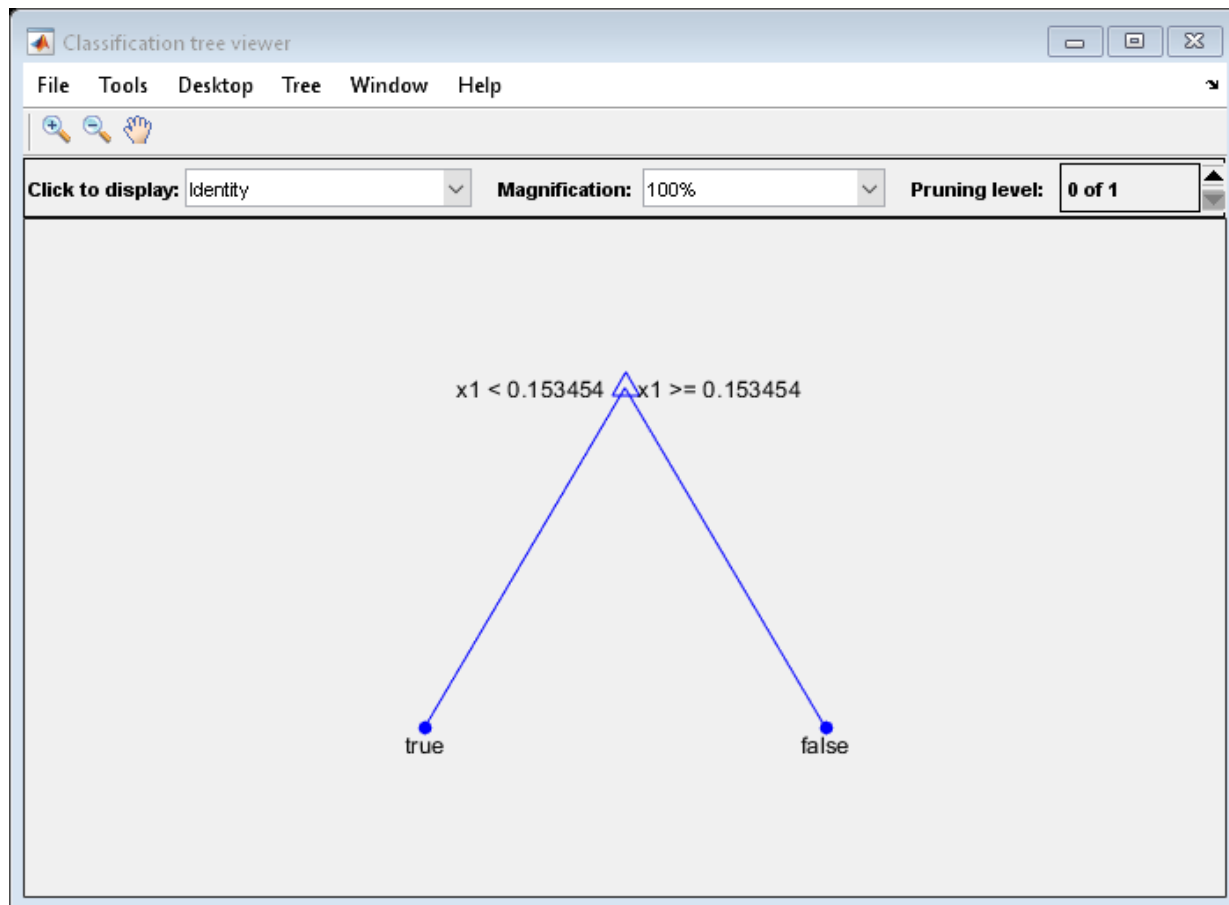 Classification tree viewer
File Tools Desktop Tree Window Help
Click to display: Identity Magnification: 100% Pruning level: 0 of 1
x1 < 0.153454 x1 >= 0.153454
true false